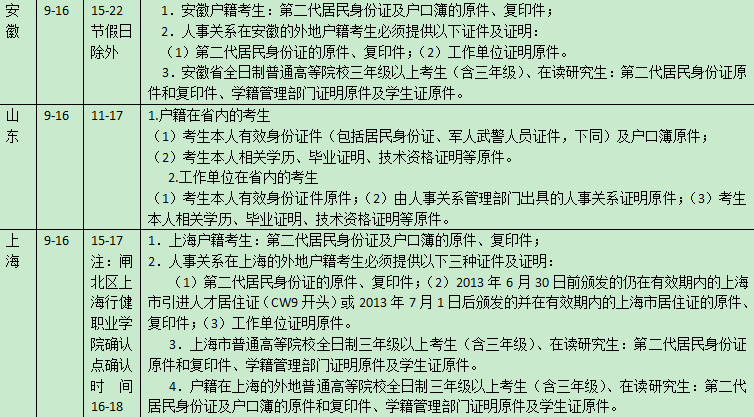 安徽 9-16 15-22 节假日除外
1．安徽户籍考生：第二代居民身份证及户口簿的原件、复印件；
2．人事关系在安徽的外地户籍考生必须提供以下证件及证明：
（1）第二代居民身份证的原件、复印件；（2）工作单位证明原件。
3．安徽省全日制普通高等院校三年级以上考生（含三年级）、在读研究生：第二代居民身份证原
件和复印件、学籍管理部门证明原件及学生证原件。
山东 9-16 11-17
1.户籍在省内的考生
（1）考生本人有效身份证件（包括居民身份证、军人武警人员证件，下同）及户口簿原件；
（2）考生本人相关学历、毕业证明、技术资格证明等原件。
2.工作单位在省内的考生
（1）考生本人有效身份证件原件；（2）由人事关系管理部门出具的人事关系证明原件；（3）考生
本人相关学历、毕业证明、技术资格证明等原件。
上海 9-16 15-17 注：闸北区上海行健职业学院确认点确认时间16-18
1．上海户籍考生：第二代居民身份证及户口簿的原件、复印件；
2．人事关系在上海的外地户籍考生必须提供以下三种证件及证明：
（1）第二代居民身份证的原件、复印件；（2）2013 年 6 月 30 日前颁发的仍在有效期内的上海
市引进人才居住证（CW9 开头）或 2013 年 7 月 1 日后颁发的并在有效期内的上海市居住证的原件、
复印件；（3）工作单位证明原件。
3．上海市普通高等院校全日制三年级以上考生（含三年级）、在读研究生：第二代居民身份证
原件和复印件、学籍管理部门证明原件及学生证原件。
4．户籍在上海的外地普通高等院校全日制三年级以上考生（含三年级）、在读研究生：第二代
居民身份证及户口簿的原件和复印件、学籍管理部门证明原件及学生证原件。